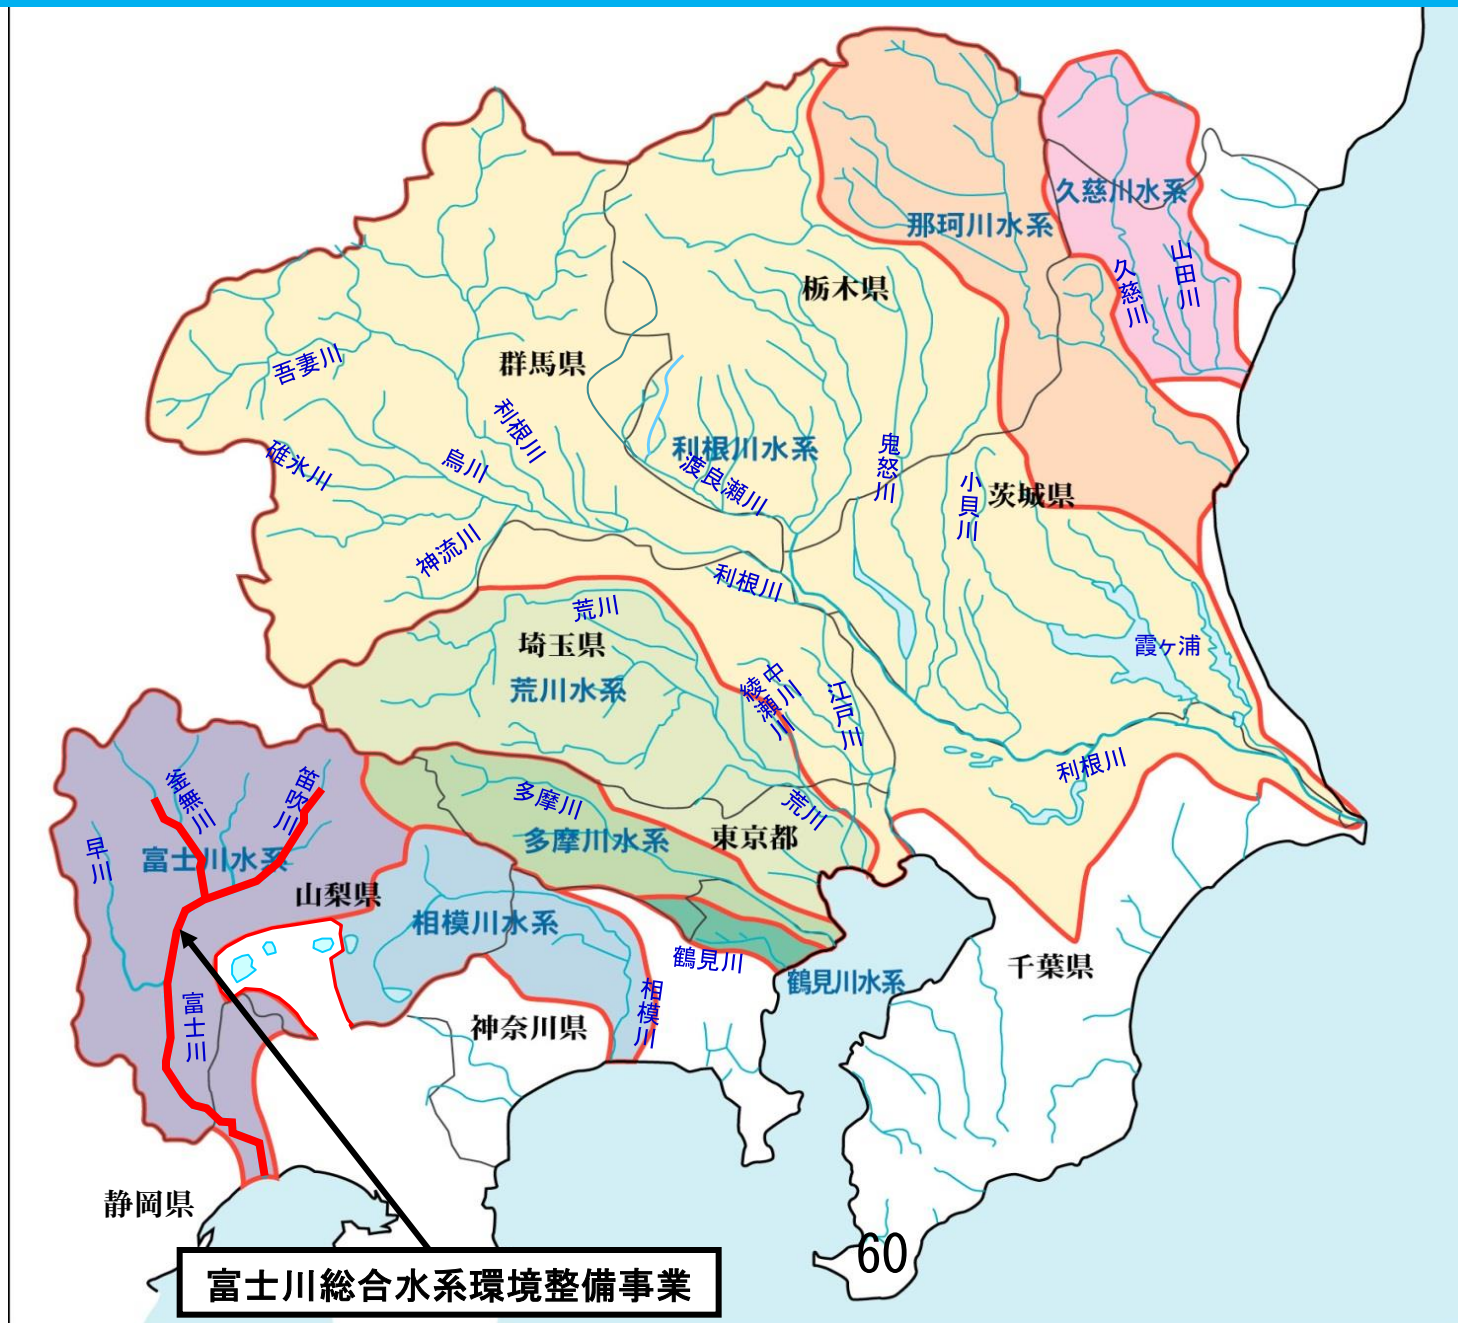 久慈川水系
那珂川水系
山田川
久慈川
栃木県
群馬県
吾妻川
利根川
利根川水系
鬼怒川
碓氷川
烏川
渡良瀬川
小貝川
茨城県
神流川
利根川
荒川
埼玉県
霞ヶ浦
荒川水系
綾瀬川
中川
江戸川
利根川
釜無川
笛吹川
多摩川
荒川
早川
富士川水系
多摩川水系
東京都
山梨県
相模川水系
鶴見川
千葉県
鶴見川水系
富士川
相模川
神奈川県
静岡県
60
富士川総合水系環境整備事業